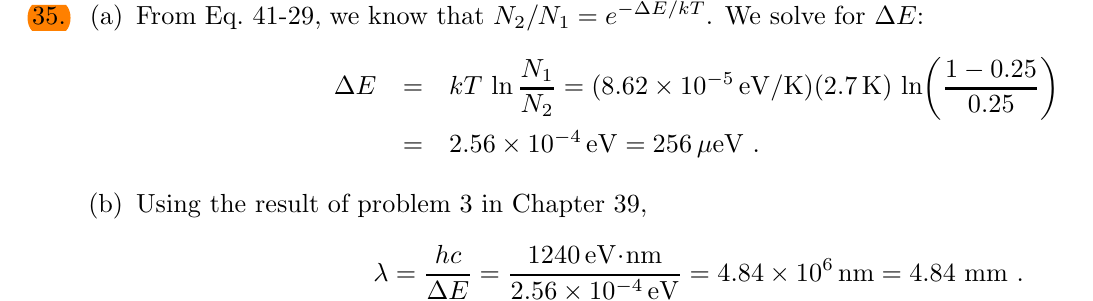 35. (a) From Eq. 41-29, we know that N₂/N₁ = e^{−ΔE/kT}. We solve for ΔE:
ΔE = kT ln N₁/N₂ = (8.62 × 10⁻⁵ eV/K)(2.7 K) ln((1 − 0.25)/0.25)
= 2.56 × 10⁻⁴ eV = 256 μeV .
(b) Using the result of problem 3 in Chapter 39,
λ = hc/ΔE = 1240 eV·nm/2.56 × 10⁻⁴ eV = 4.84 × 10⁶ nm = 4.84 mm .